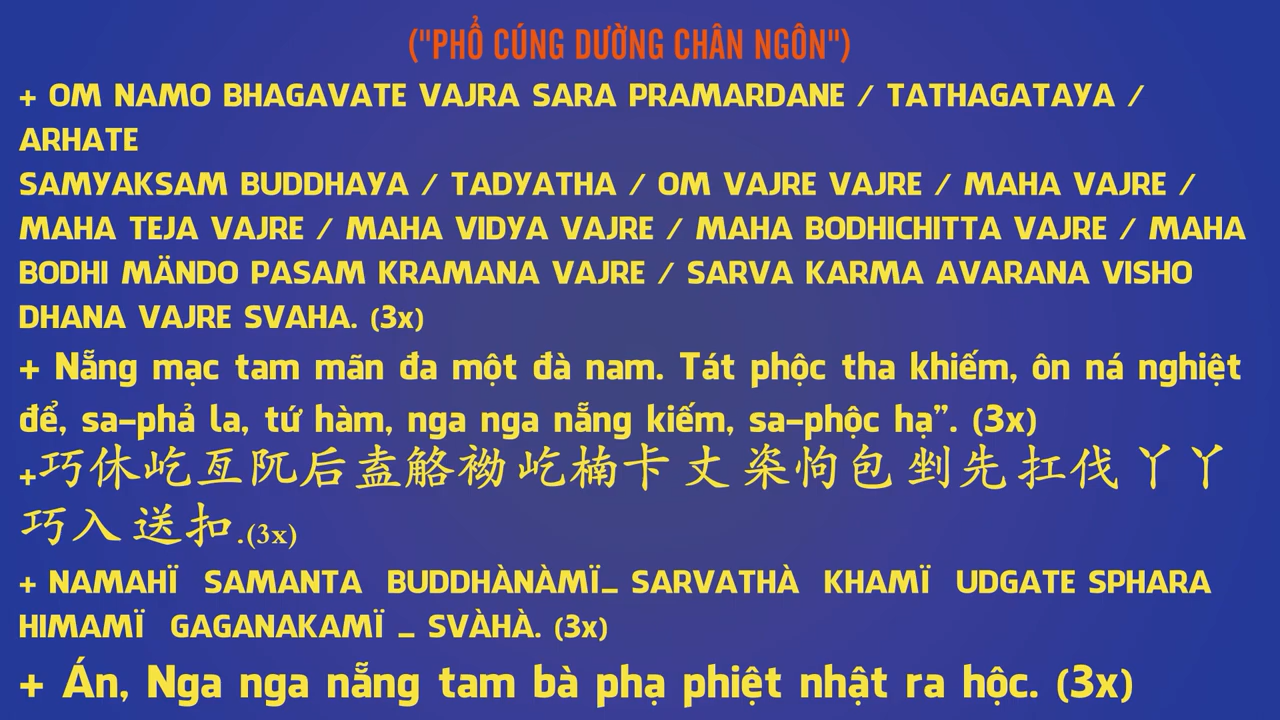 ("PHỔ CÚNG DƯỜNG CHÂN NGÔN")
+ OM NAMO BHAGAVATE VAJRA SARA PRAMARDANE / TATHAGATAYA /
ARHATE
SAMYAKSAM BUDDHAYA / TADYATHA / OM VAJRE VAJRE / MAHA VAJRE /
MAHA TEJA VAJRE / MAHA VIDYA VAJRE / MAHA BODHICHITTA VAJRE / MAHA
BODHI MÄNDO PASAM KRAMANA VAJRE / SARVA KARMA AVARANA VISHO
DHANA VAJRE SVAHA. (3x)
+ Nẵng mạc tam mãn đa một đà nam. Tát phộc tha khiếm, ôn ná nghiệt
để, sa-phả la, tứ hàm, nga nga nẵng kiếm, sa-phộc hạ”. (3x)
+巧休屹亙阢后盍觡袎屹楠卡丈栥怐包剉先扛伐丫丫
巧入送扣.(3x)
+ NAMAHÏ SAMANTA BUDDHÀNÀMÏ_ SARVATHÀ KHAMÏ UDGATE SPHARA
HIMAMÏ GAGANAKAMÏ _ SVÀHÀ. (3x)
+ Án, Nga nga nẵng tam bà phạ phiệt nhật ra hộc. (3x)